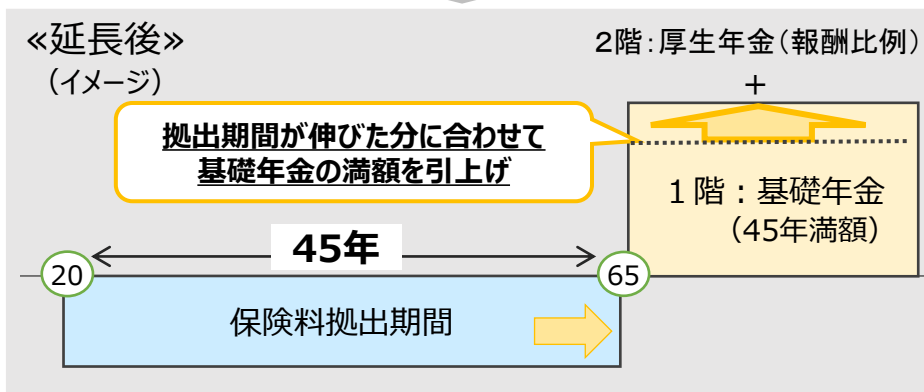 ≪延長後≫
（イメージ）
2階：厚生年金（報酬比例）
＋
拠出期間が伸びた分に合わせて
基礎年金の満額を引上げ
１階：基礎年金
（45年満額）
45年
20
65
保険料拠出期間